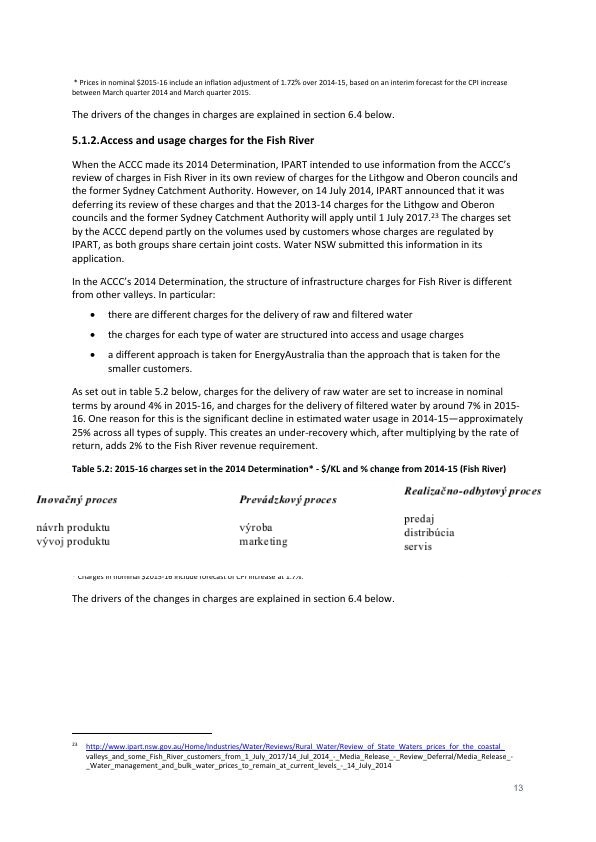 * Prices in nominal $2015-16 include an inflation adjustment of 1.72% over 2014-15, based on an interim forecast for the CPI increase
between March quarter 2014 and March quarter 2015.
The drivers of the changes in charges are explained in section 6.4 below.
5.1.2.Access and usage charges for the Fish River
When the ACCC made its 2014 Determination, IPART intended to use information from the ACCC's
review of charges in Fish River in its own review of charges for the Lithgow and Oberon councils and
the former Sydney Catchment Authority. However, on 14 July 2014, IPART announced that it was
deferring its review of these charges and that the 2013-14 charges for the Lithgow and Oberon
councils and the former Sydney Catchment Authority will apply until 1 July 2017.23 The charges set
by the ACCC depend partly on the volumes used by customers whose charges are regulated by
IPART, as both groups share certain joint costs. Water NSW submitted this information in its
application.
In the ACCC's 2014 Determination, the structure of infrastructure charges for Fish River is different
from other valleys. In particular:
• there are different charges for the delivery of raw and filtered water
• the charges for each type of water are structured into access and usage charges
• a different approach is taken for EnergyAustralia than the approach that is taken for the
smaller customers.
As set out in table 5.2 below, charges for the delivery of raw water are set to increase in nominal
terms by around 4% in 2015-16, and charges for the delivery of filtered water by around 7% in 2015-
16. One reason for this is the significant decline in estimated water usage in 2014-15—approximately
25% across all types of supply. This creates an under-recovery which, after multiplying by the rate of
return, adds 2% to the Fish River revenue requirement.
Table 5.2: 2015-16 charges set in the 2014 Determination* - $/KL and % change from 2014-15 (Fish River)
Inovačný proces
návrh produktu
vývoj produktu
Prevádzkový proces
výroba
marketing
Realizačno-odbytový proces
predaj
distribúcia
servis
* Charges in nominal $2015-16 include forecast of CPI increase at 1.7%.
The drivers of the changes in charges are explained in section 6.4 below.
23 http://www.ipart.nsw.gov.au/Home/Industries/Water/Reviews/Rural_Water/Review_of_State_Waters_prices_for_the_coastal_
valleys_and_some_Fish_River_customers_from_1_July_2017/14_Jul_2014_-_Media_Release_-_Review_Deferral/Media_Release_-
_Water_management_and_bulk_water_prices_to_remain_at_current_levels_-_14_July_2014
13